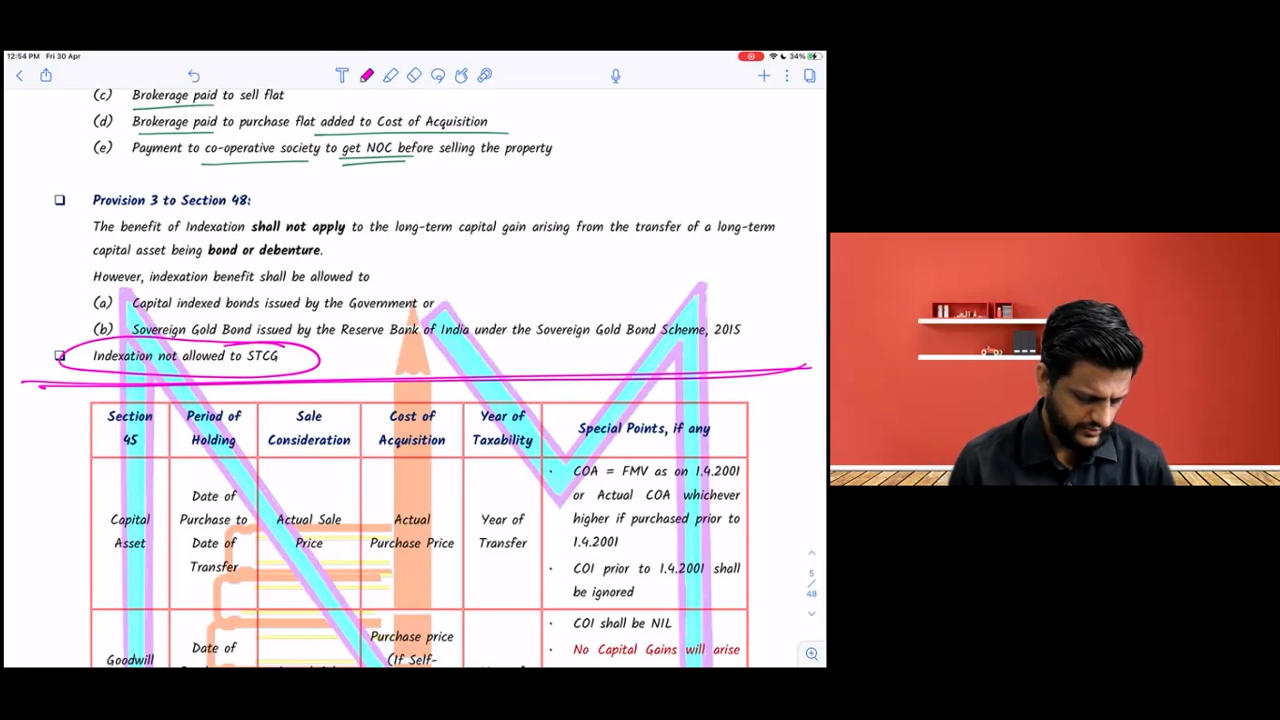 12:54 PM Fri 30 Apr
34%
T
(c) Brokerage paid to sell flat
(d) Brokerage paid to purchase flat added to Cost of Acquisition
(e) Payment to co-operative society to get NOC before selling the property
Provision 3 to Section 48:
The benefit of Indexation shall not apply to the long-term capital gain arising from the transfer of a long-term
capital asset being bond or debenture.
However, indexation benefit shall be allowed to
(a) Capital indexed bonds issued by the Government or
(b) Sovereign Gold Bond issued by the Reserve Bank of India under the Sovereign Gold Bond Scheme, 2015
Indexation not allowed to STCG
Section
45
Period of
Holding
Sale
Consideration
Cost of
Acquisition
Year of
Taxability
Special Points, if any
Capital
Asset
Date of
Purchase to
Date of
Transfer
Actual Sale
Price
Actual
Purchase Price
Year of
Transfer
· COA = FMV as on 1.4.2001
or Actual COA whichever
higher if purchased prior to
1.4.2001
· COI prior to 1.4.2001 shall
be ignored
Goodwill
Date of
Purchase price
(If Self-
· COI shall be NIL
· No Capital Gains will arise
5
/
48